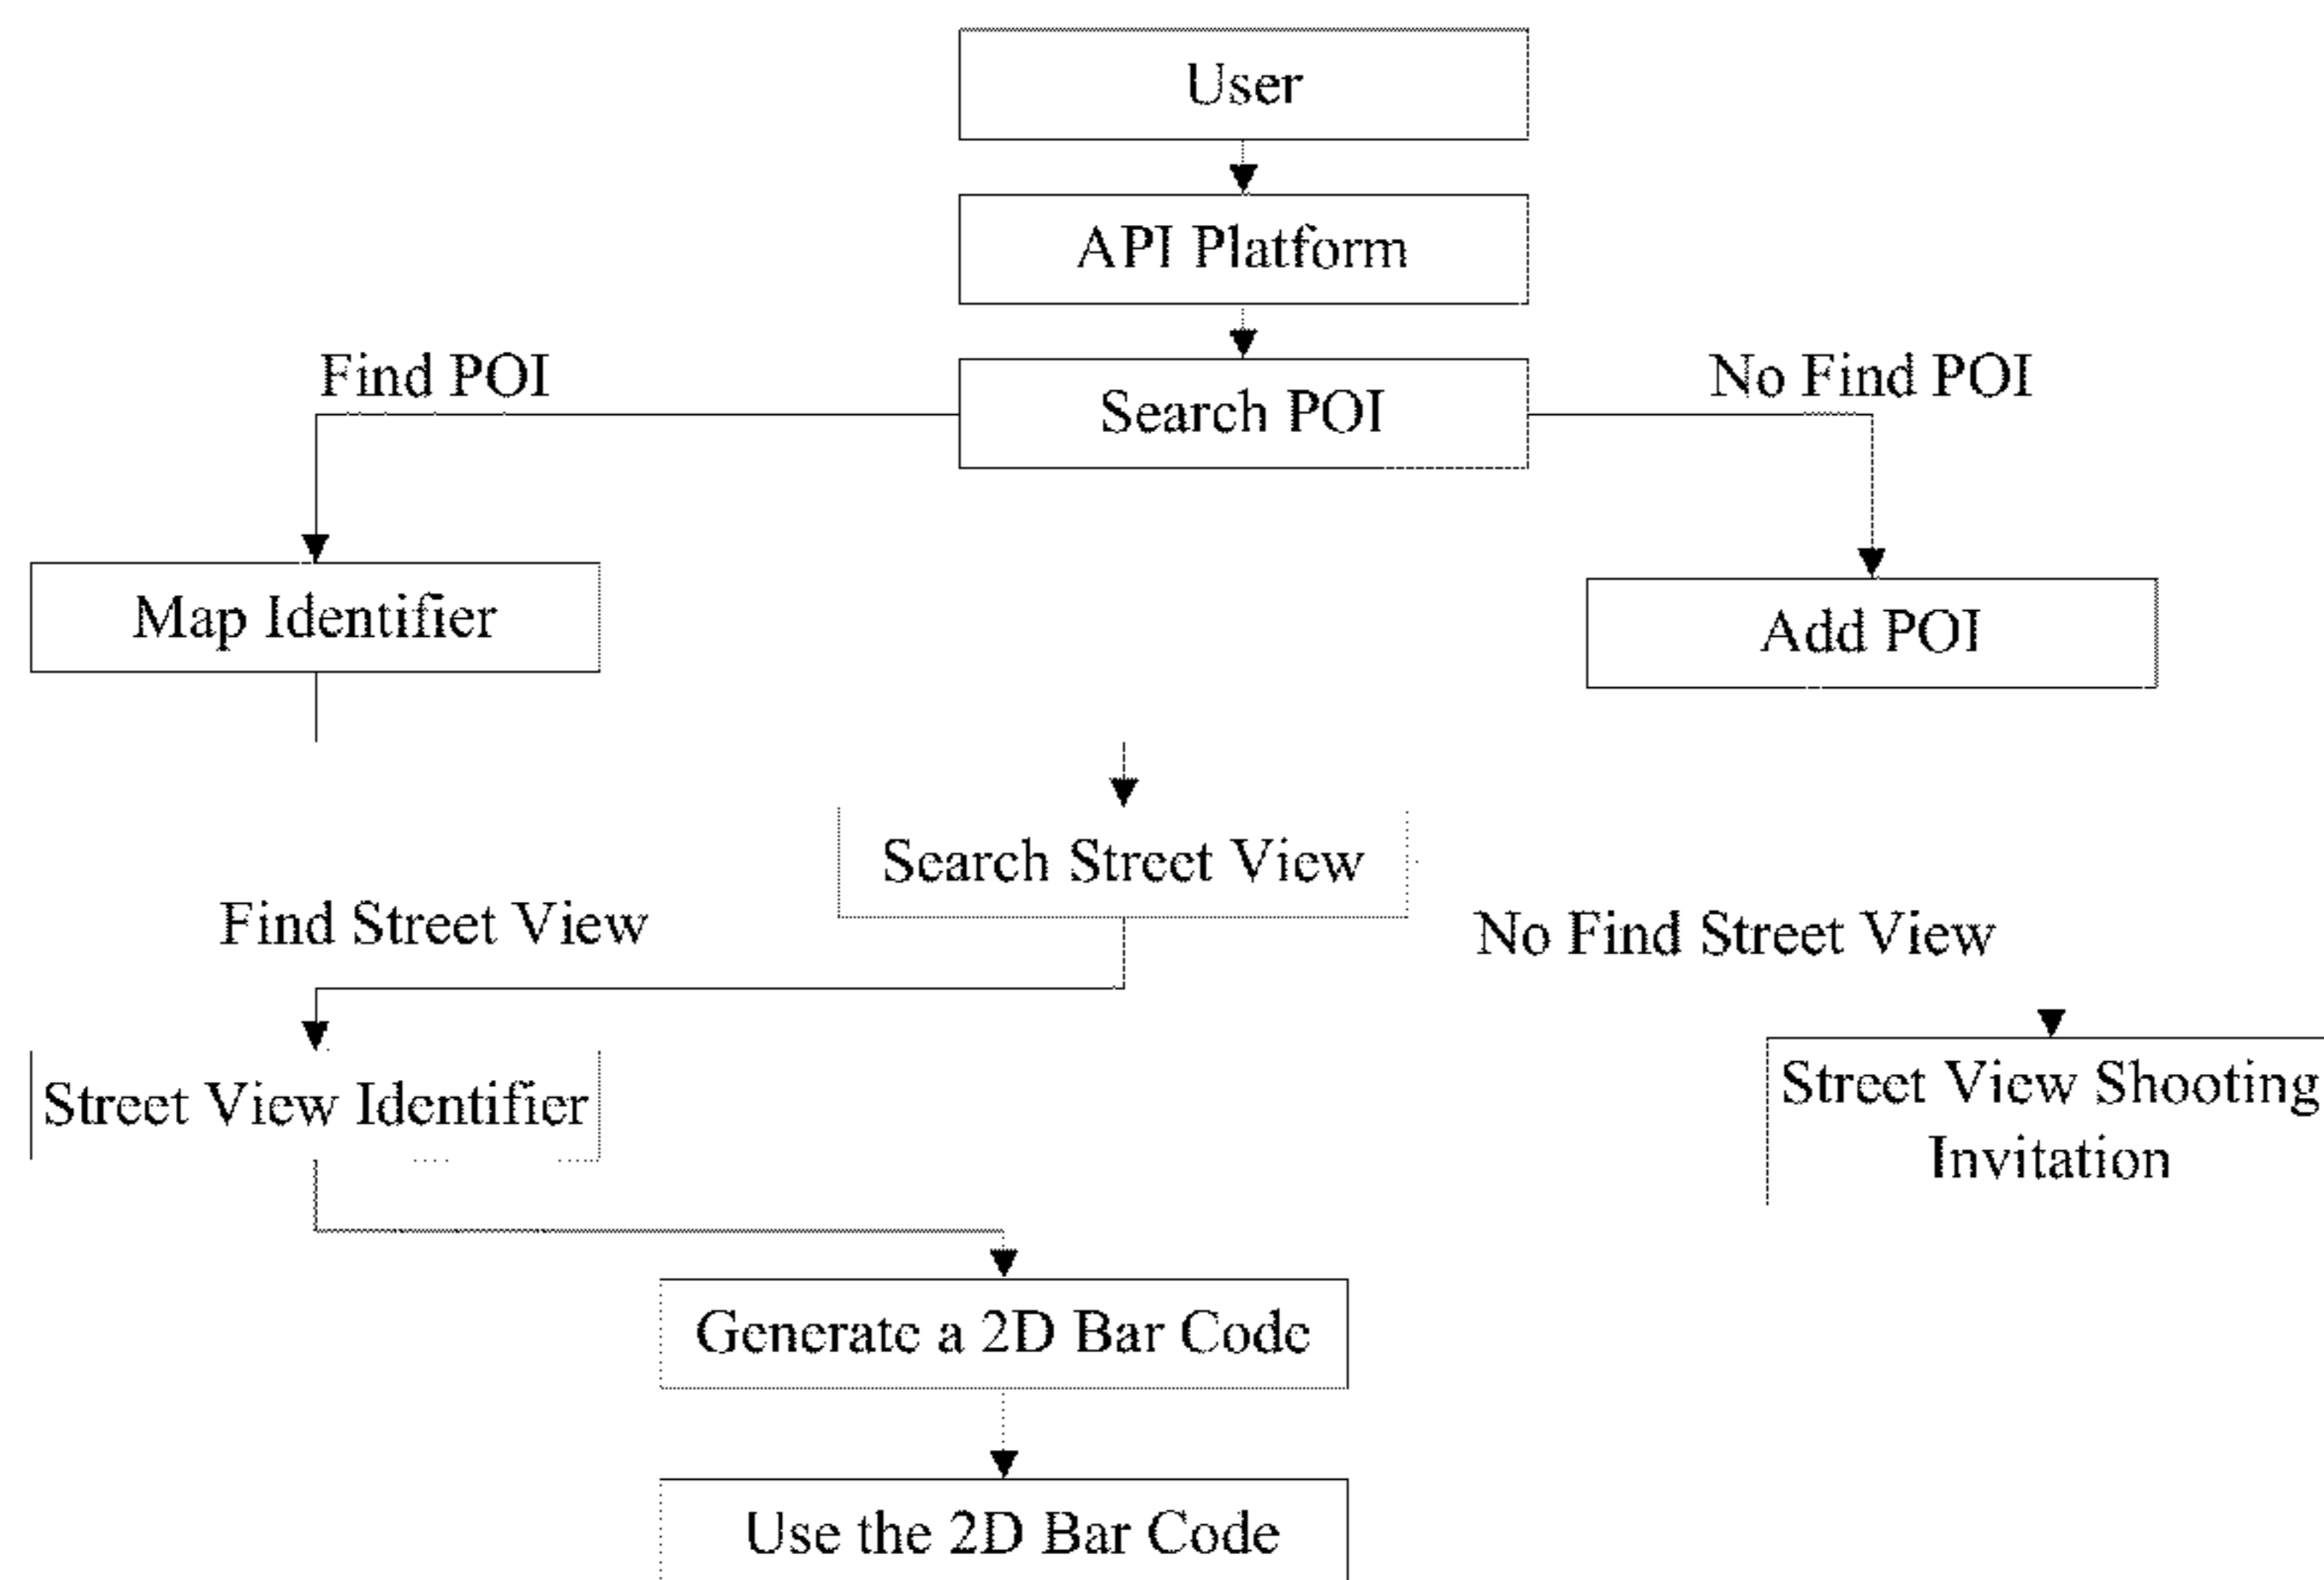 User
API Platform
Find POI
Search POI
No Find POI
Map Identifier
Add POI
Search Street View
Find Street View
No Find Street View
Street View Identifier
Street View Shooting
Invitation
Generate a 2D Bar Code
Use the 2D Bar Code